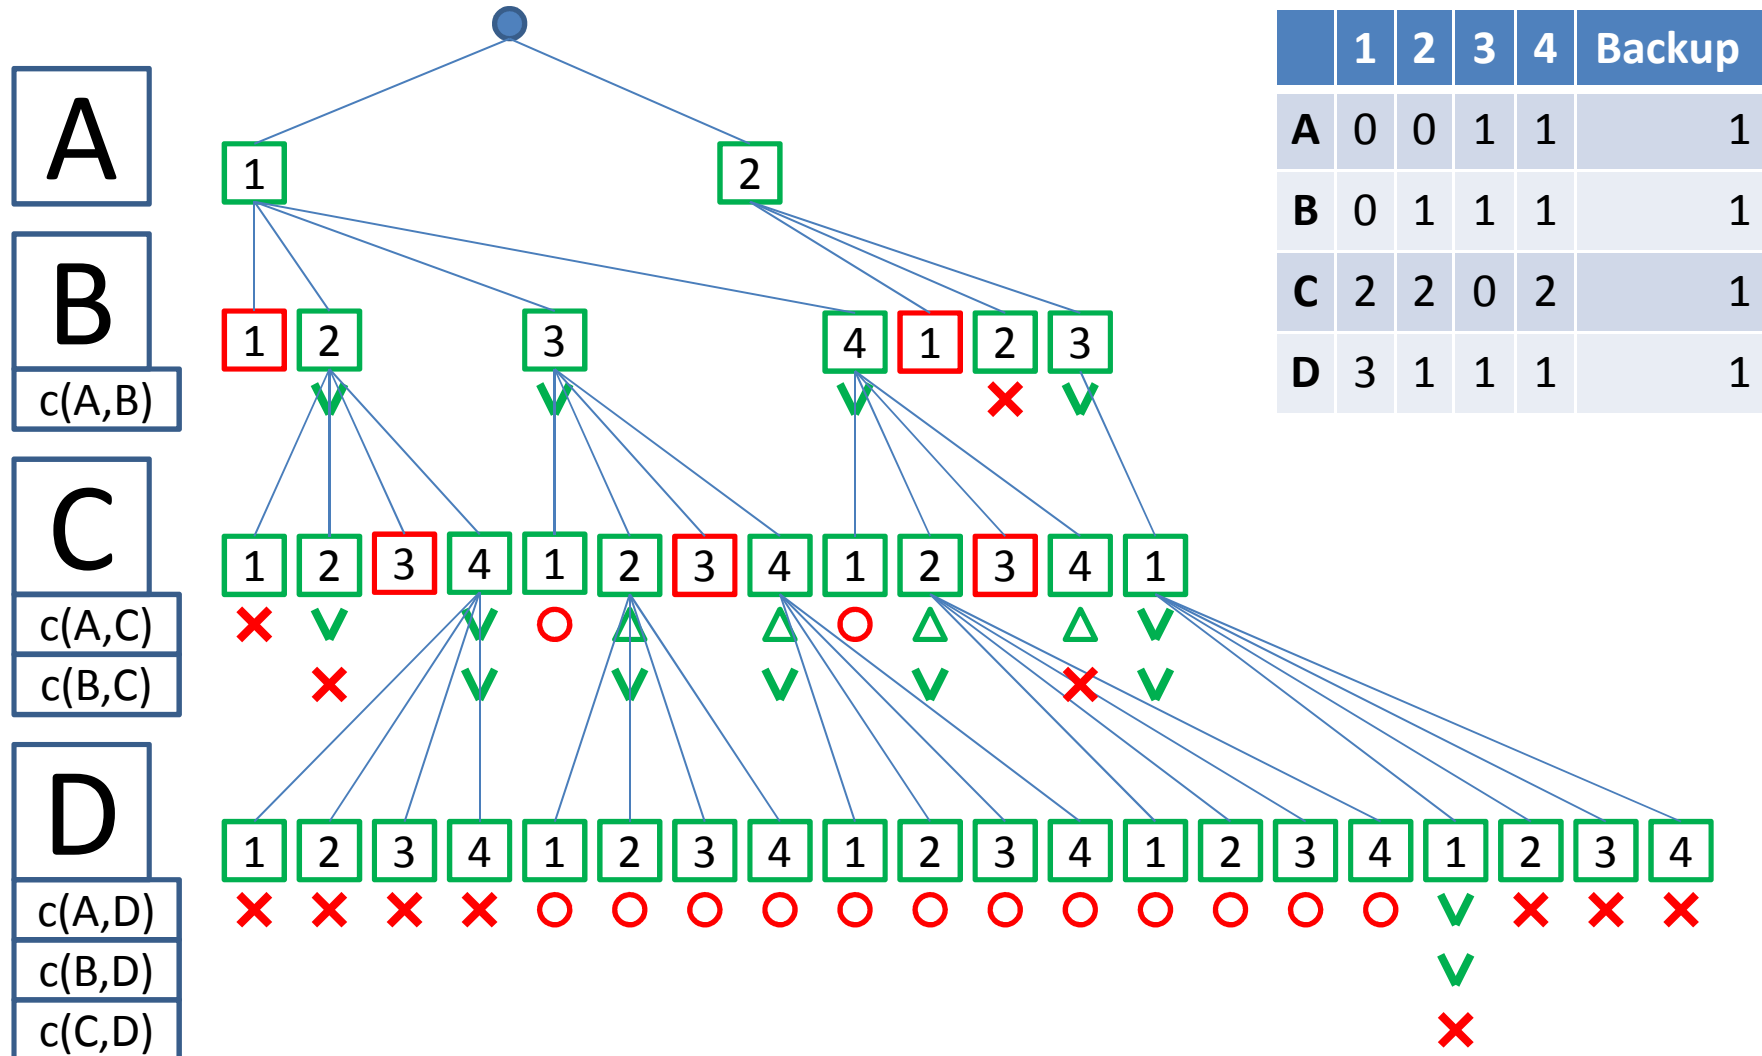 1 2 3 4 Backup
A 0 0 1 1 1
B 0 1 1 1 1
C 2 2 0 2 1
D 3 1 1 1 1
A
1 2
B
1 2 3 4 1 2 3
c(A,B)
C
1 2 3 4 1 2 3 4 1 2 3 4 1
c(A,C)
c(B,C)
D
1 2 3 4 1 2 3 4 1 2 3 4 1 2 3 4 1 2 3 4
c(A,D)
c(B,D)
c(C,D)